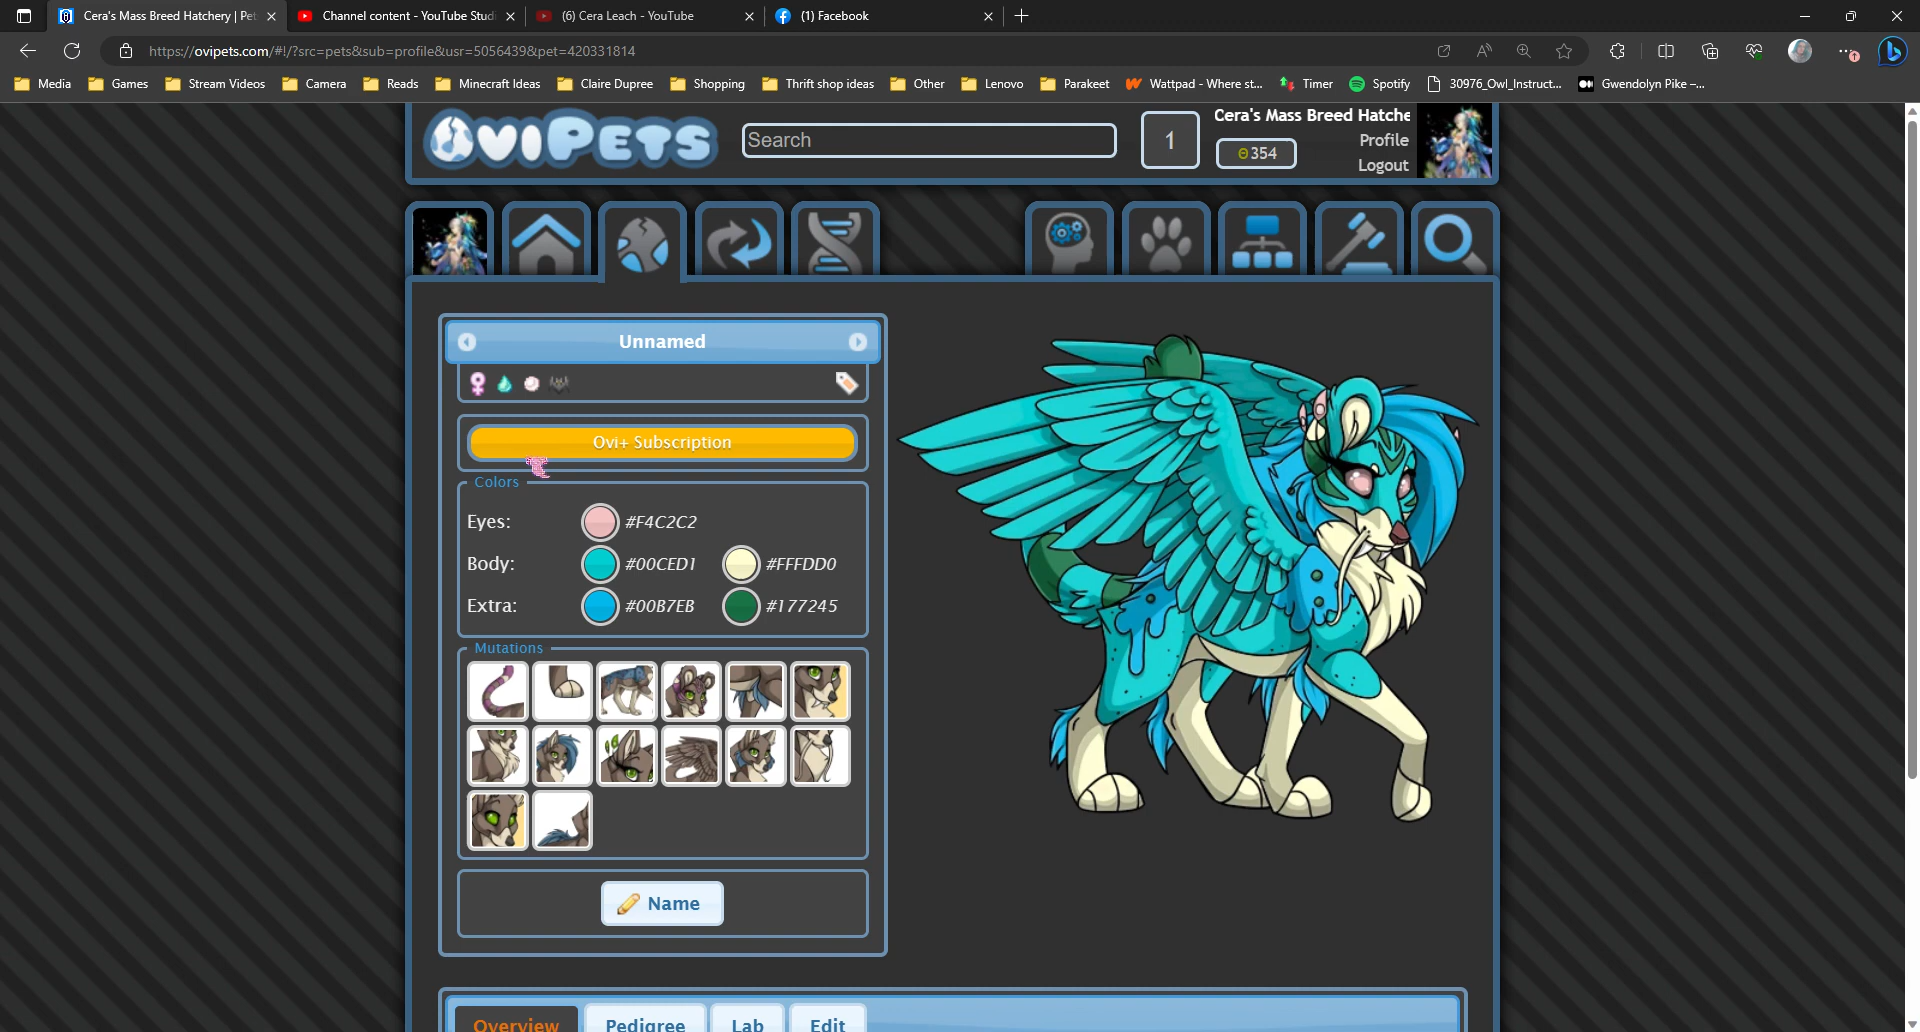 Cera's Mass Breed Hatchery | Pet
Channel content - YouTube Studi
(6) Cera Leach - YouTube
(1) Facebook
https://ovipets.com/#!/?src=pets&sub=profile&usr=5056439&pet=420331814
Media
Games
Stream Videos
Camera
Reads
Minecraft Ideas
Claire Dupree
Shopping
Thrift shop ideas
Other
Lenovo
Parakeet
Wattpad - Where st...
Timer
Spotify
30976_Owl_Instruct...
Gwendolyn Pike –...
OviPets
Search
1
Cera's Mass Breed Hatche
354
Profile
Logout
Unnamed
Ovi+ Subscription
Colors
Eyes: #F4C2C2
Body: #00CED1 #FFFDD0
Extra: #00B7EB #177245
Mutations
Name
Overview
Pedigree
Lab
Edit